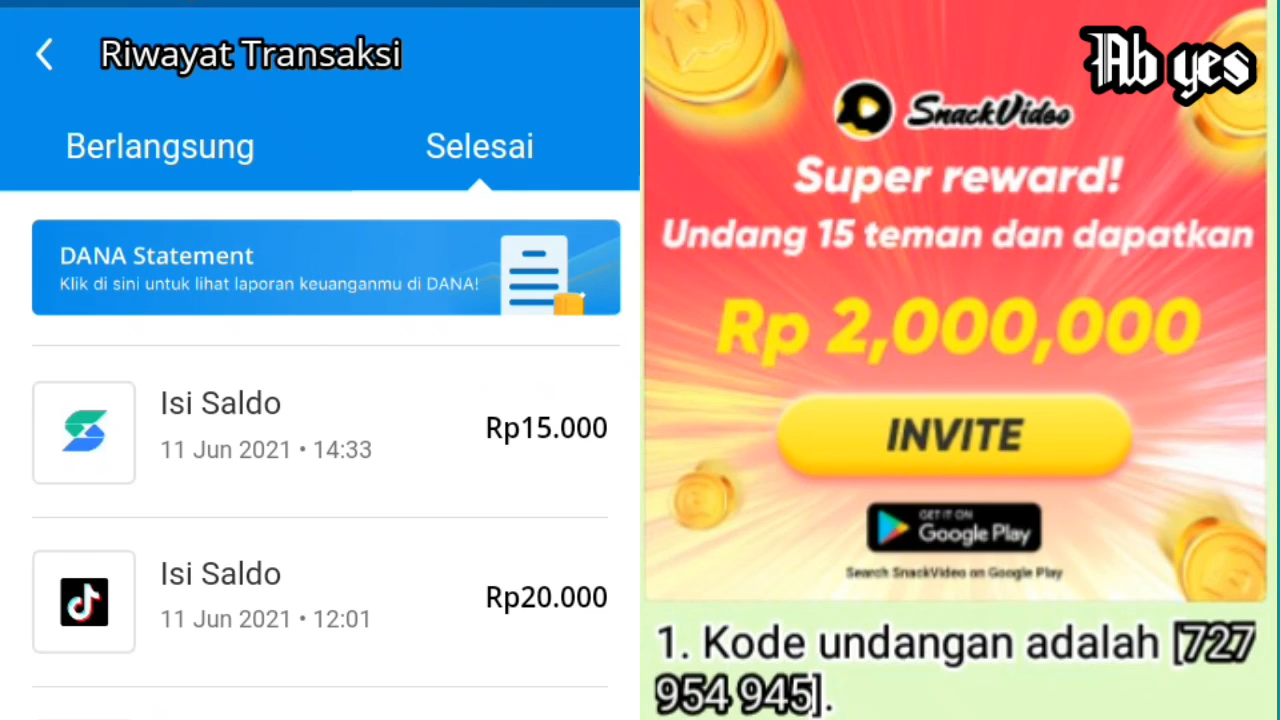 Riwayat Transaksi
Berlangsung
Selesai
DANA Statement
Klik di sini untuk lihat laporan keuanganmu di DANA!
Isi Saldo
11 Jun 2021 • 14:33
Rp15.000
Isi Saldo
11 Jun 2021 • 12:01
Rp20.000
Ab yes
SnackVideo
Super reward!
Undang 15 teman dan dapatkan
Rp 2,000,000
INVITE
GET IT ON
Google Play
Search SnackVideo on Google Play
1. Kode undangan adalah [727
954 945].